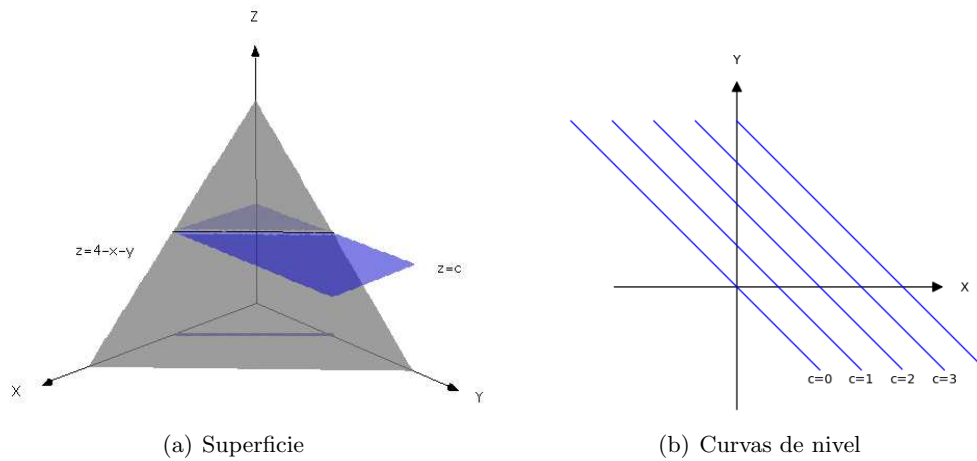 Z
z=4-x-y
z=c
X
Y
(a) Superficie
Y
X
c=0
c=1
c=2
c=3
(b) Curvas de nivel